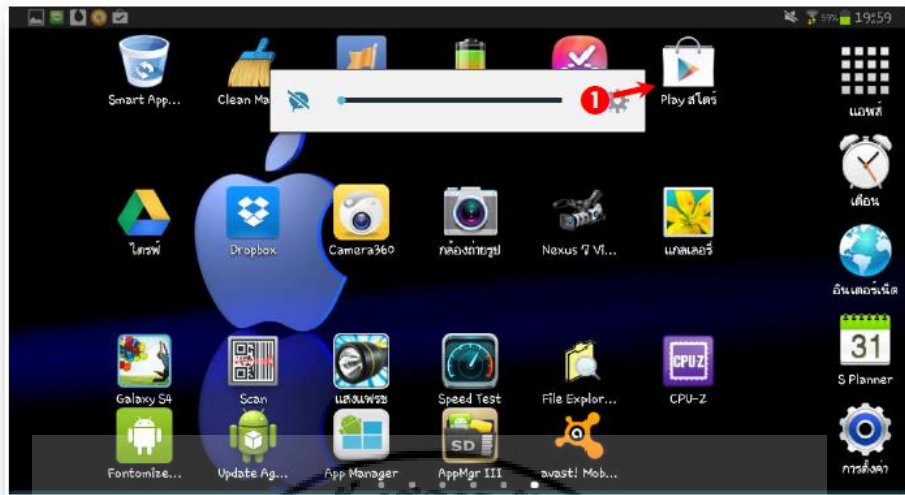 59% 19:59
Smart App...
Clean Ma
1
Play สโตร์
แอพส์
เตือน
ไดรฟ์
Dropbox
Camera360
กล้องถ่ายรูป
Nexus 7 Vi...
แกลเลอรี่
อินเตอร์เน็ต
31
S Planner
CPU-Z
Galaxy S4
Scan
แสงแฟรช
Speed Test
File Explor...
CPU-Z
SD
Fontomize...
Update Ag...
App Manager
AppMgr III
avast! Mob...
การตั้งค่า